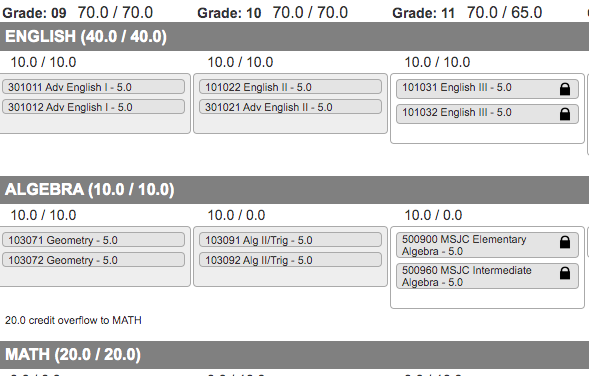 Grade: 09 70.0 / 70.0 Grade: 10 70.0 / 70.0 Grade: 11 70.0 / 65.0
ENGLISH (40.0 / 40.0)
10.0 / 10.0 10.0 / 10.0 10.0 / 10.0
301011 Adv English I - 5.0 101022 English II - 5.0 101031 English III - 5.0
301012 Adv English I - 5.0 301021 Adv English II - 5.0 101032 English III - 5.0
ALGEBRA (10.0 / 10.0)
10.0 / 10.0 10.0 / 0.0 10.0 / 0.0
103071 Geometry - 5.0 103091 Alg II/Trig - 5.0 500900 MSJC Elementary
Algebra - 5.0
103072 Geometry - 5.0 103092 Alg II/Trig - 5.0 500960 MSJC Intermediate
Algebra - 5.0
20.0 credit overflow to MATH
MATH (20.0 / 20.0)